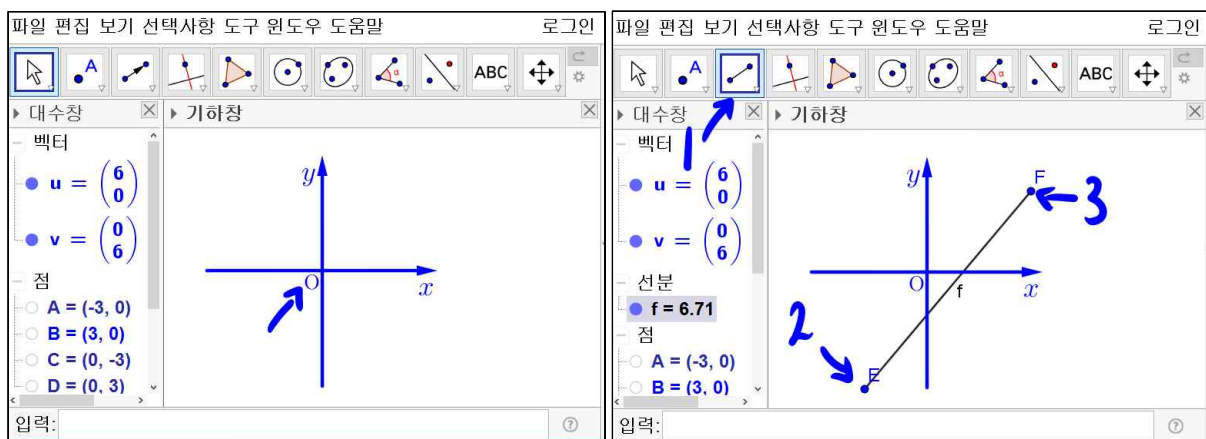 파일 편집 보기 선택사항 도구 윈도우 도움말 로그인
A α ABC
대수창
기하창
벡터
u = (6 0)
v = (0 6)
점
A = (-3, 0)
B = (3, 0)
C = (0, -3)
D = (0, 3)
y
O
x
입력:
파일 편집 보기 선택사항 도구 윈도우 도움말 로그인
A α ABC
대수창
기하창
1
벡터
u = (6 0)
v = (0 6)
선분
f = 6.71
점
A = (-3, 0)
B = (3, 0)
y
F
3
O
f
x
2
E
입력: